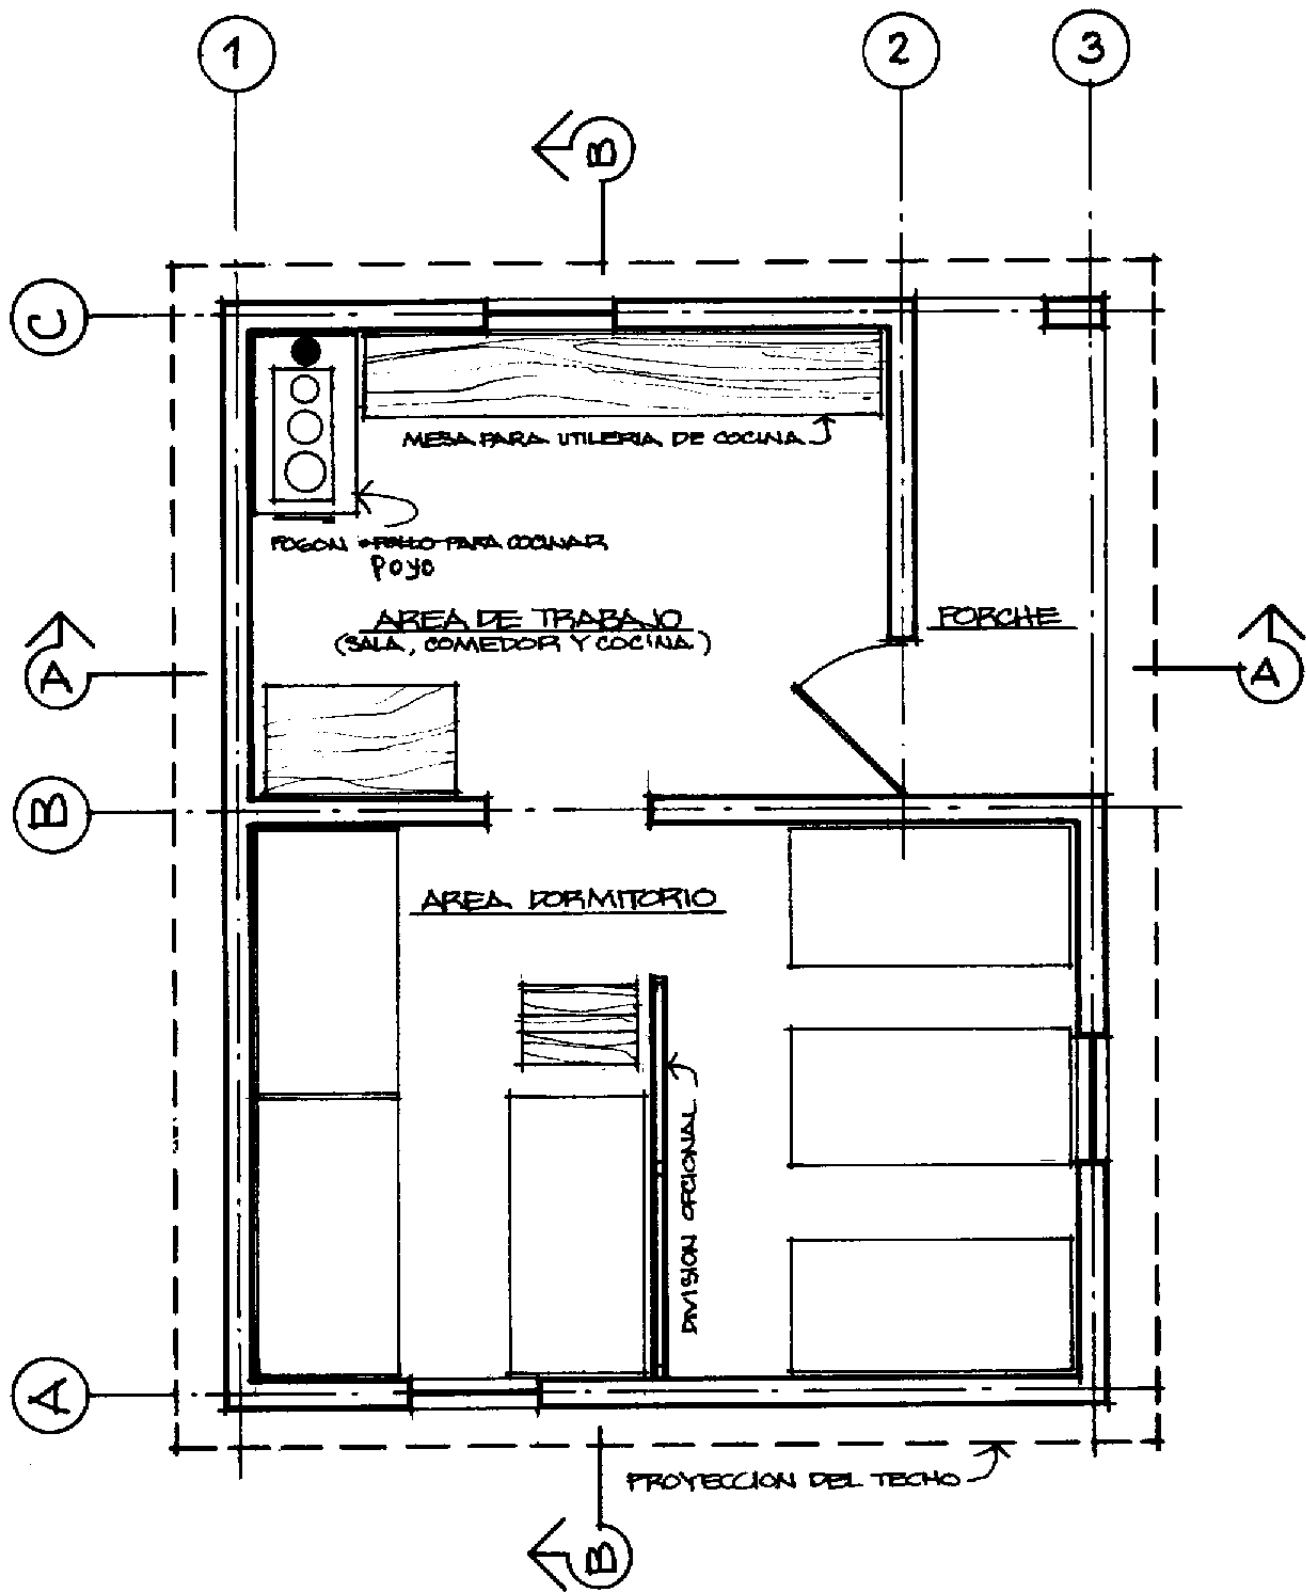 1
2
3
B
C
MESA PARA UTILERIA DE COCINA
FOGON O POLLO PARA COCINAR
Poyo
AREA DE TRABAJO
(SALA, COMEDOR Y COCINA)
PORCHE
A
A
B
AREA DORMITORIO
DIVISION OPCIONAL
A
PROYECCION DEL TECHO
B